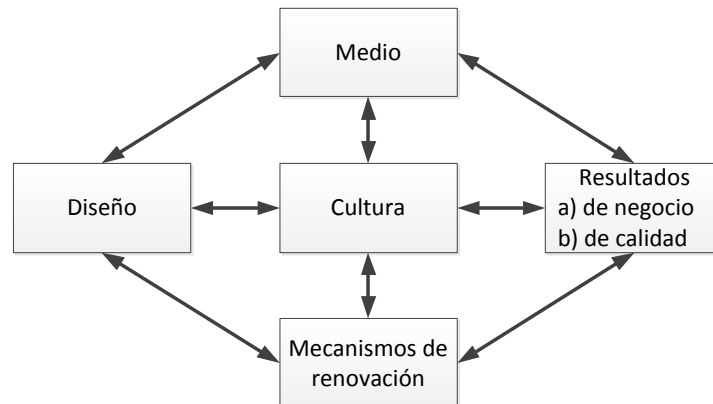 Medio
Diseño
Cultura
Resultados
a) de negocio
b) de calidad
Mecanismos de
renovación